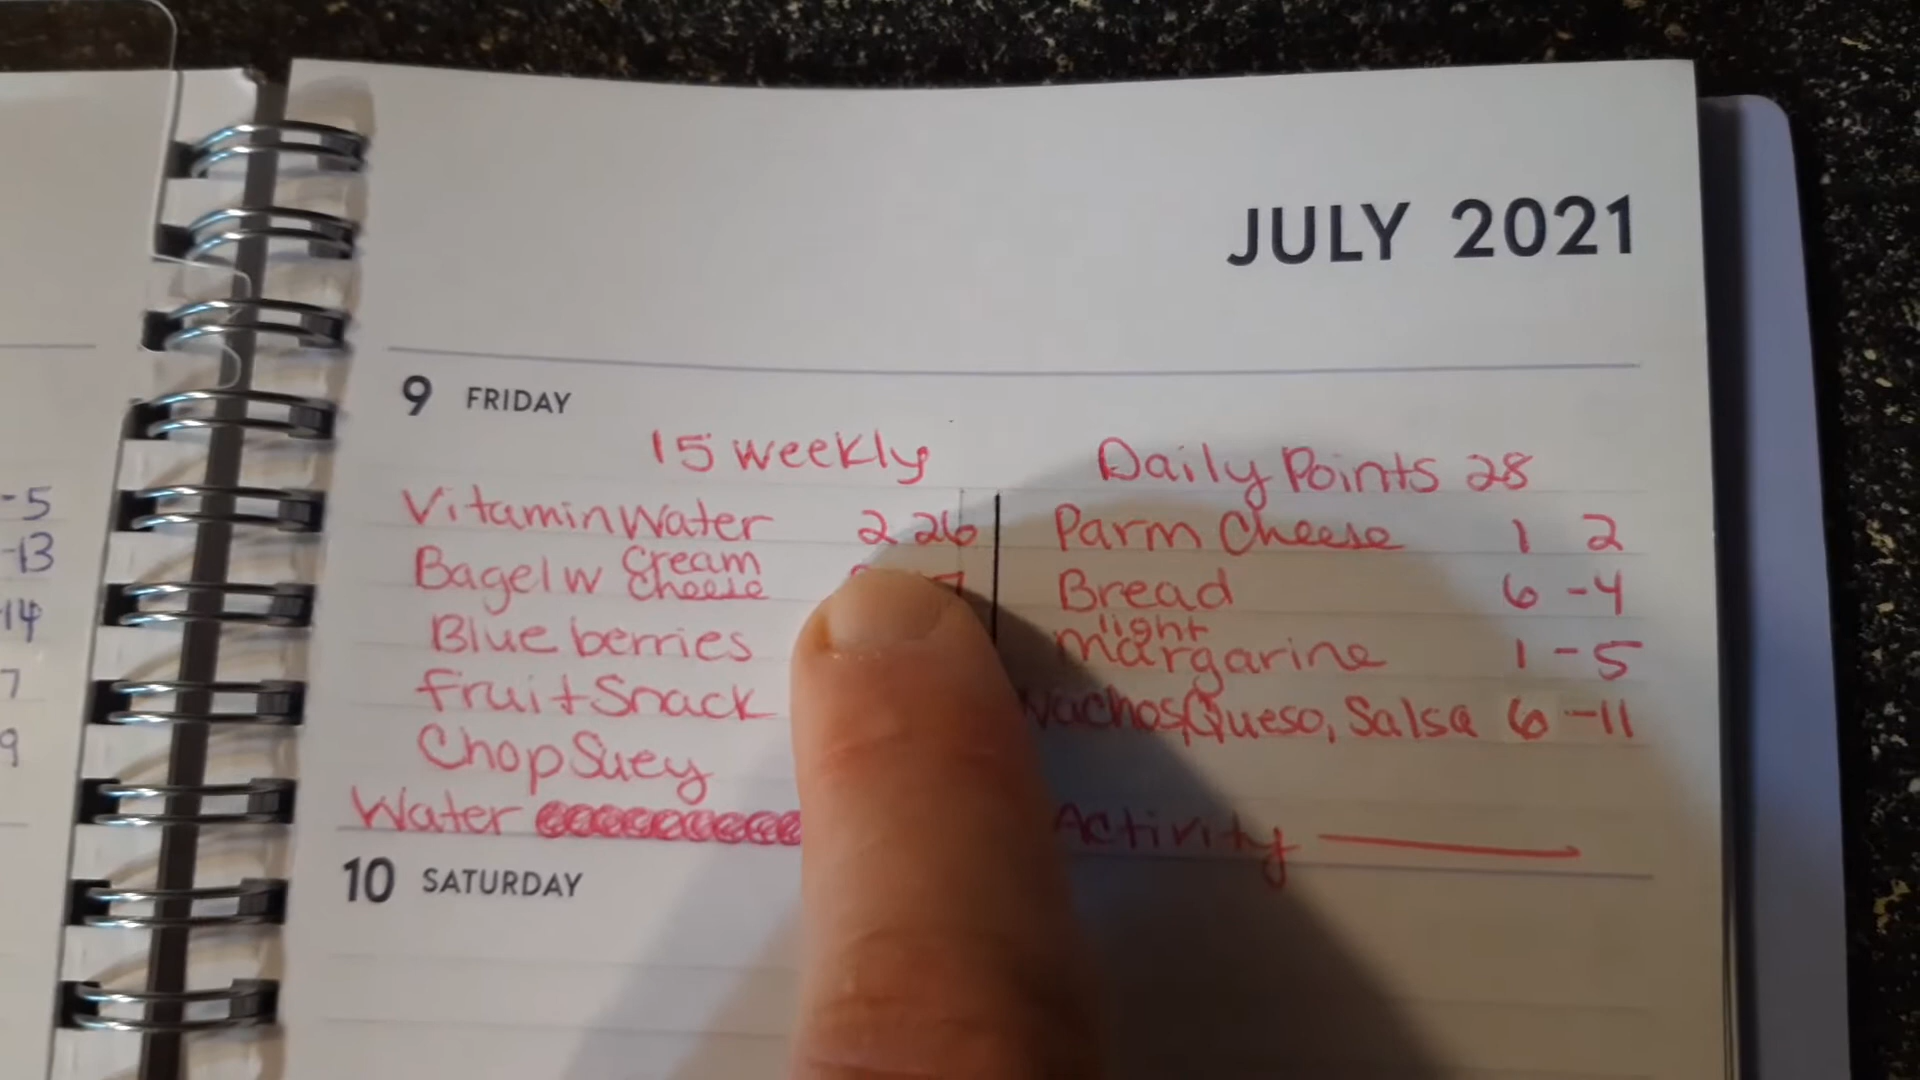 JULY 2021
9 FRIDAY
15 weekly
Daily Points 28
Vitamin Water 2 26
Bagel w Cream Cheese
Blueberries
Fruit Snack
Chop Suey
Water
Parm Cheese 1 2
Bread 6 -4
light
Margarine 1 -5
Nachos, Queso, Salsa 6 -11
Activity
10 SATURDAY
-5
-13
-14
7
9